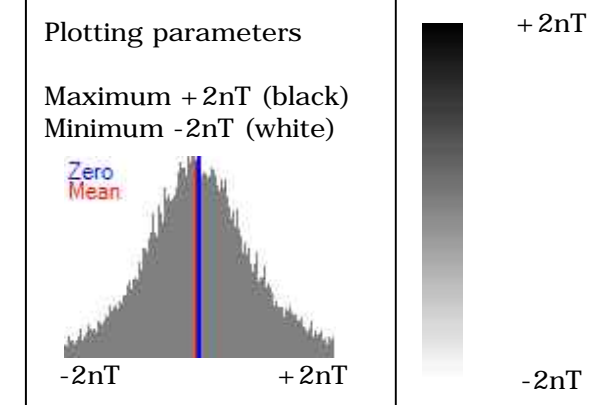 Plotting parameters
Maximum +2nT (black)
Minimum -2nT (white)
Zero
Mean
-2nT +2nT
+2nT
-2nT